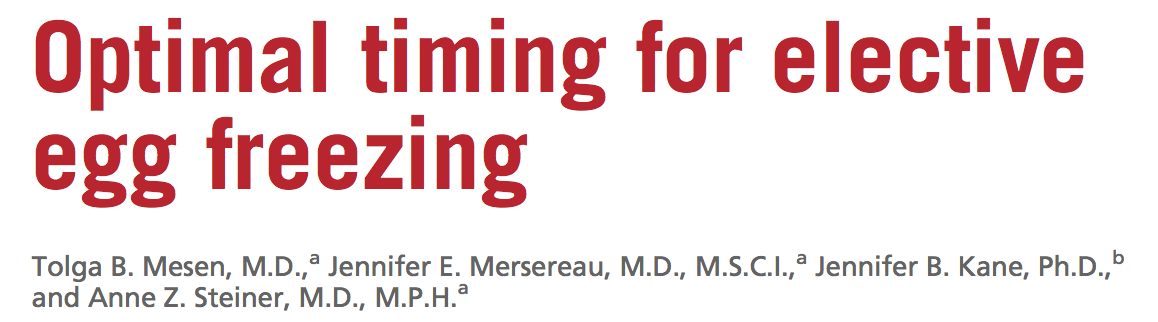 Optimal timing for elective
egg freezing
Tolga B. Mesen, M.D.,ᵃ Jennifer E. Mersereau, M.D., M.S.C.I.,ᵃ Jennifer B. Kane, Ph.D.,ᵇ
and Anne Z. Steiner, M.D., M.P.H.ᵃ